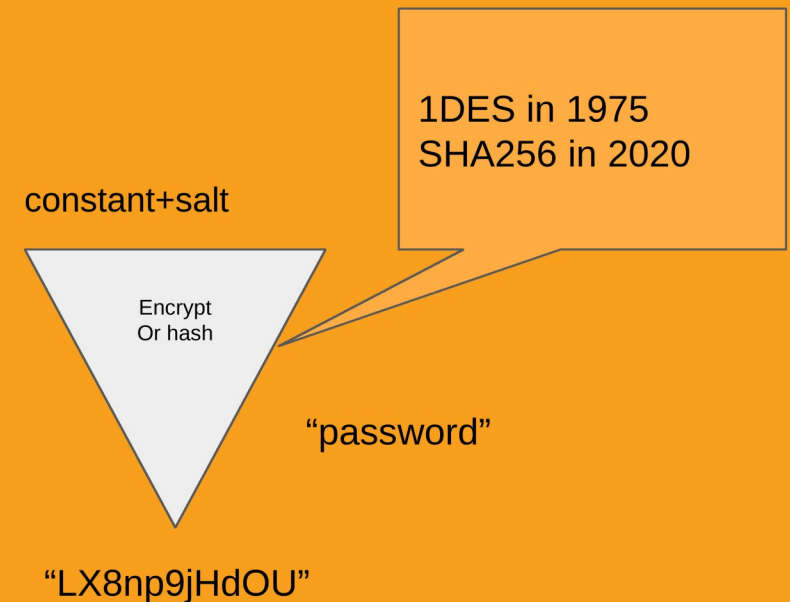 1DES in 1975
SHA256 in 2020
constant+salt
Encrypt
Or hash
“password”
“LX8np9jHdOU”